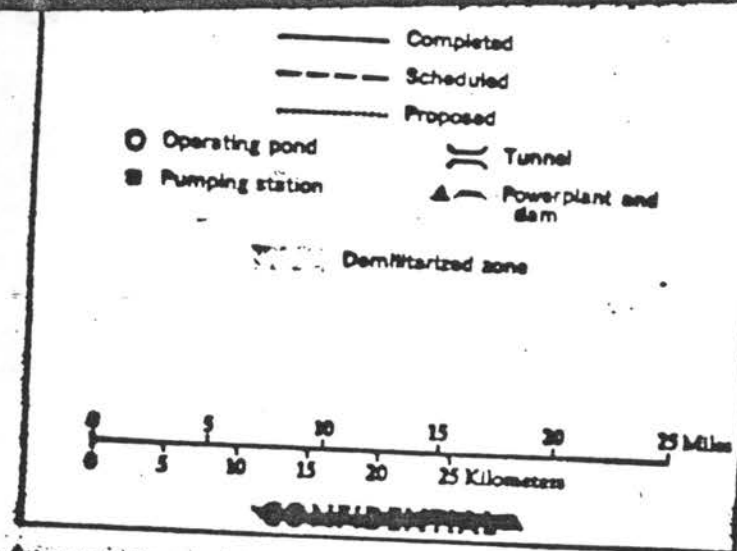 Completed
Scheduled
Proposed
Operating pond
Tunnel
Pumping station
Powerplant and
dam
Demilitarized zone
0 5 10 15 20 25 Miles
0 5 10 15 20 25 Kilometers
CONFIDENTIAL